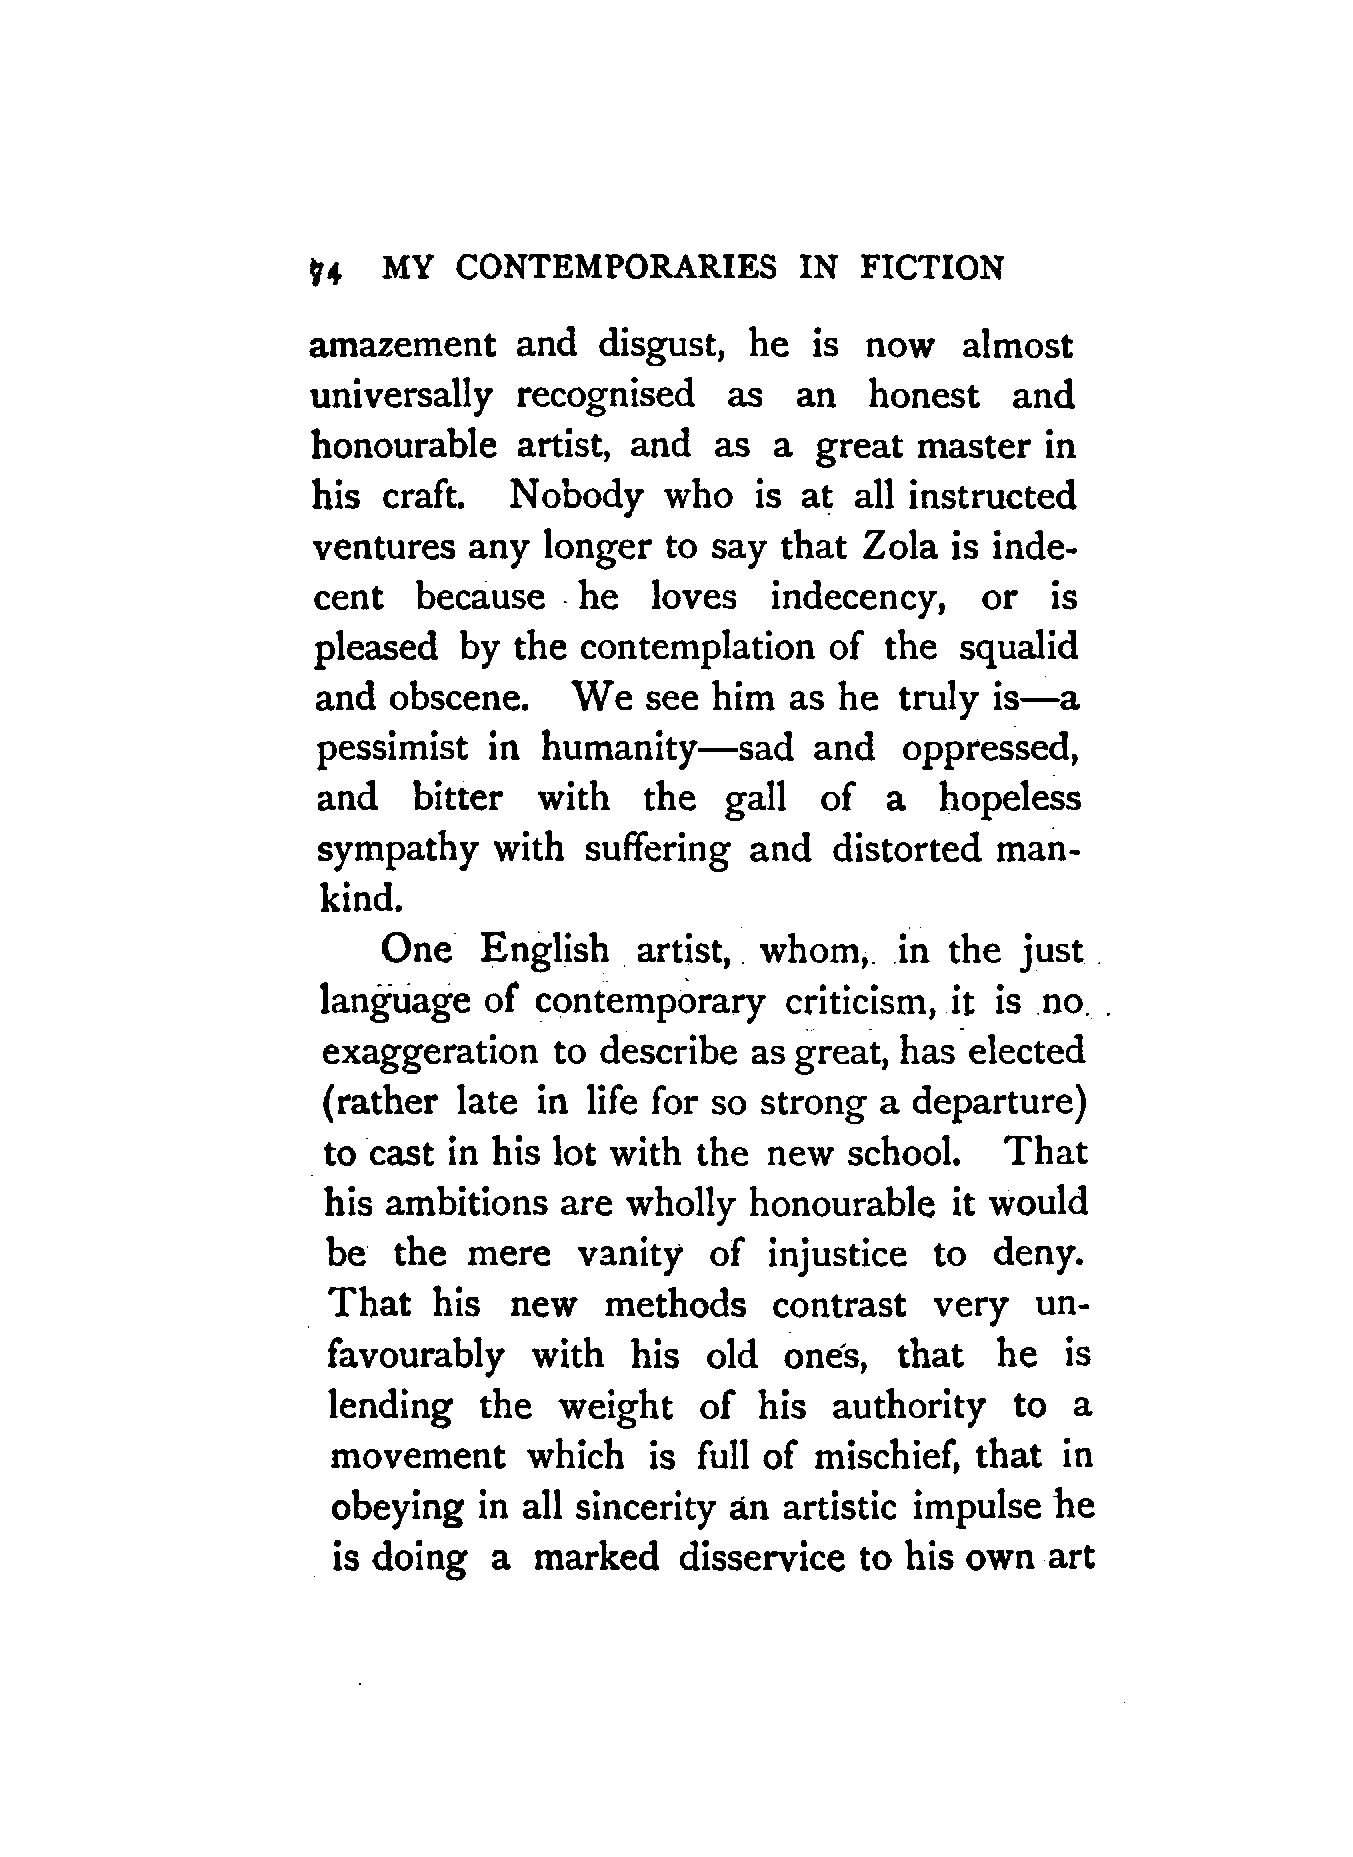 74 MY CONTEMPORARIES IN FICTION
amazement and disgust, he is now almost
universally recognised as an honest and
honourable artist, and as a great master in
his craft. Nobody who is at all instructed
ventures any longer to say that Zola is inde-
cent because he loves indecency, or is
pleased by the contemplation of the squalid
and obscene. We see him as he truly is—a
pessimist in humanity—sad and oppressed,
and bitter with the gall of a hopeless
sympathy with suffering and distorted man-
kind.
One English artist, whom, in the just
language of contemporary criticism, it is no
exaggeration to describe as great, has elected
(rather late in life for so strong a departure)
to cast in his lot with the new school. That
his ambitions are wholly honourable it would
be the mere vanity of injustice to deny.
That his new methods contrast very un-
favourably with his old ones, that he is
lending the weight of his authority to a
movement which is full of mischief, that in
obeying in all sincerity an artistic impulse he
is doing a marked disservice to his own art